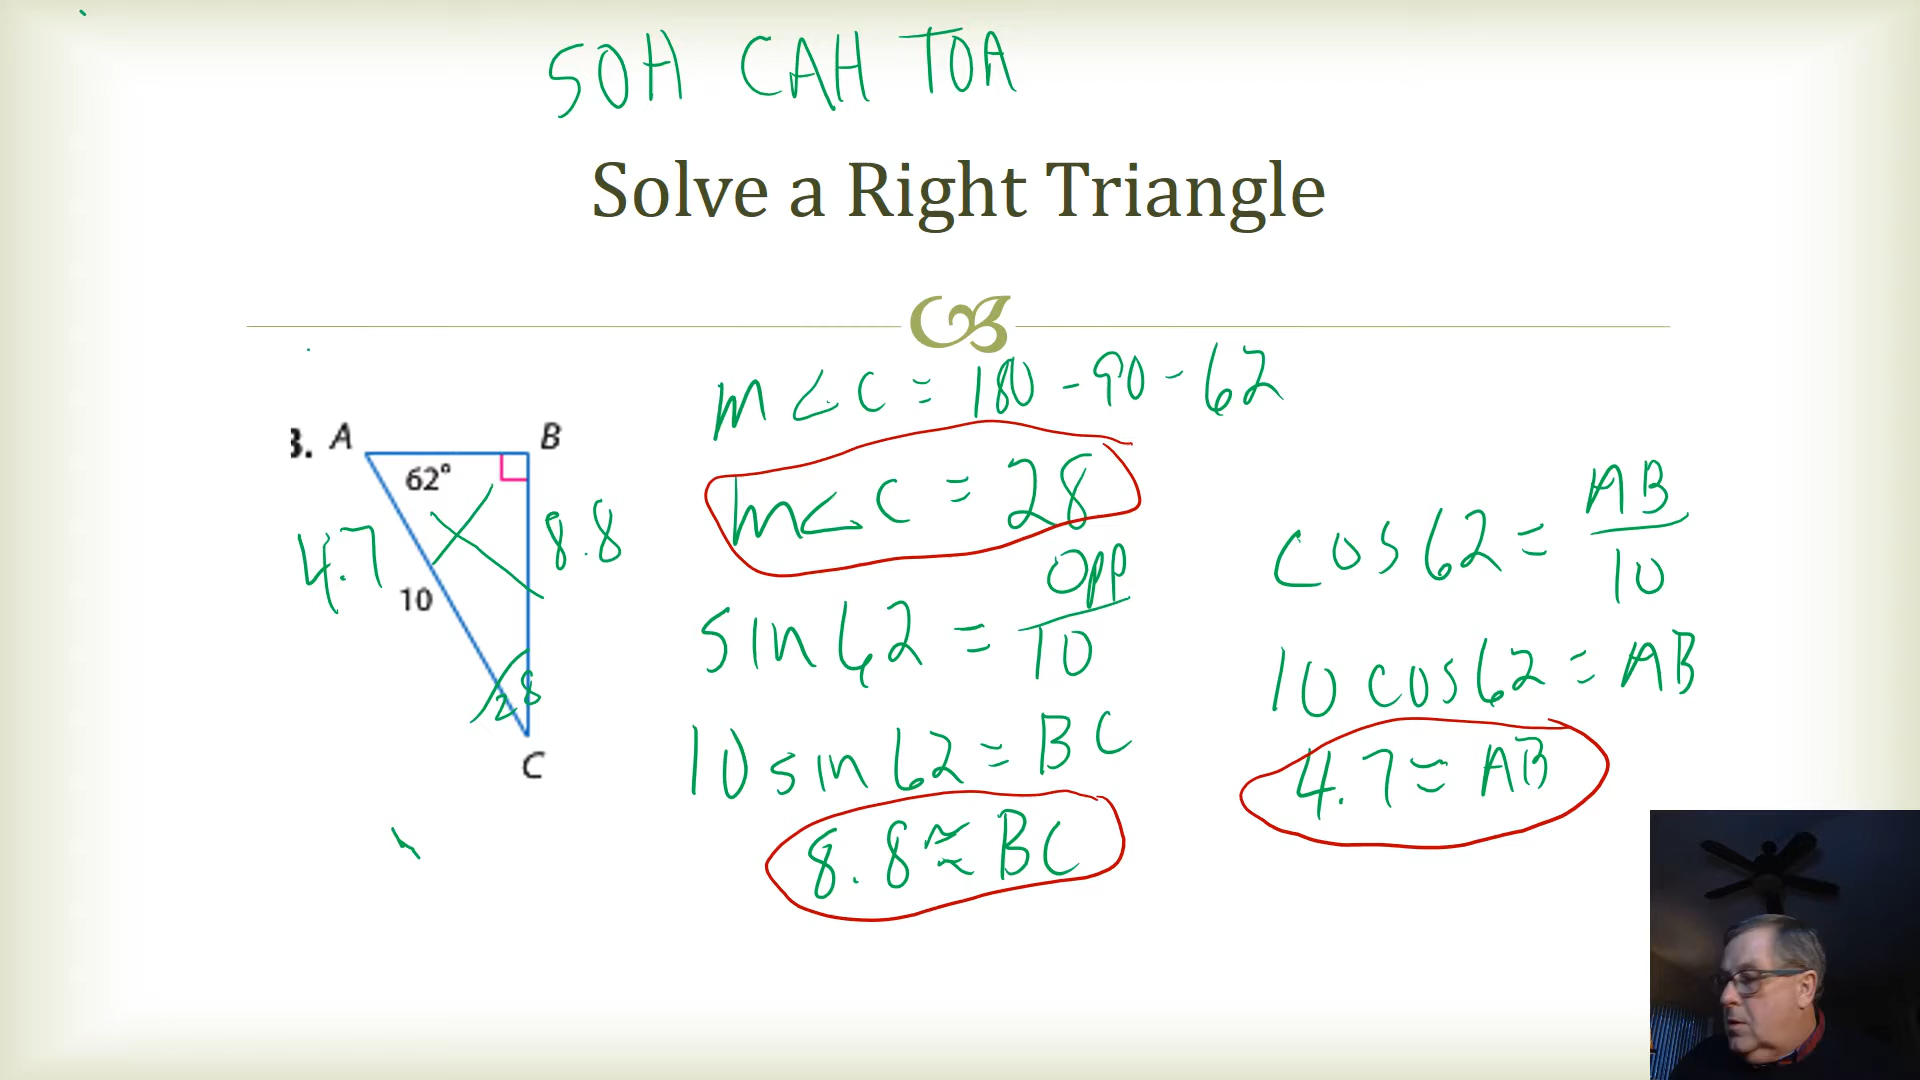 SOH CAH TOA
Solve a Right Triangle
3. A B
62°
4.7
8.8
10
28
C
m∠C = 180 - 90 - 62
m∠C = 28
sin 62 = Opp/10
10 sin 62 = BC
8.8 ≈ BC
cos 62 = AB/10
10 cos 62 = AB
4.7 ≈ AB